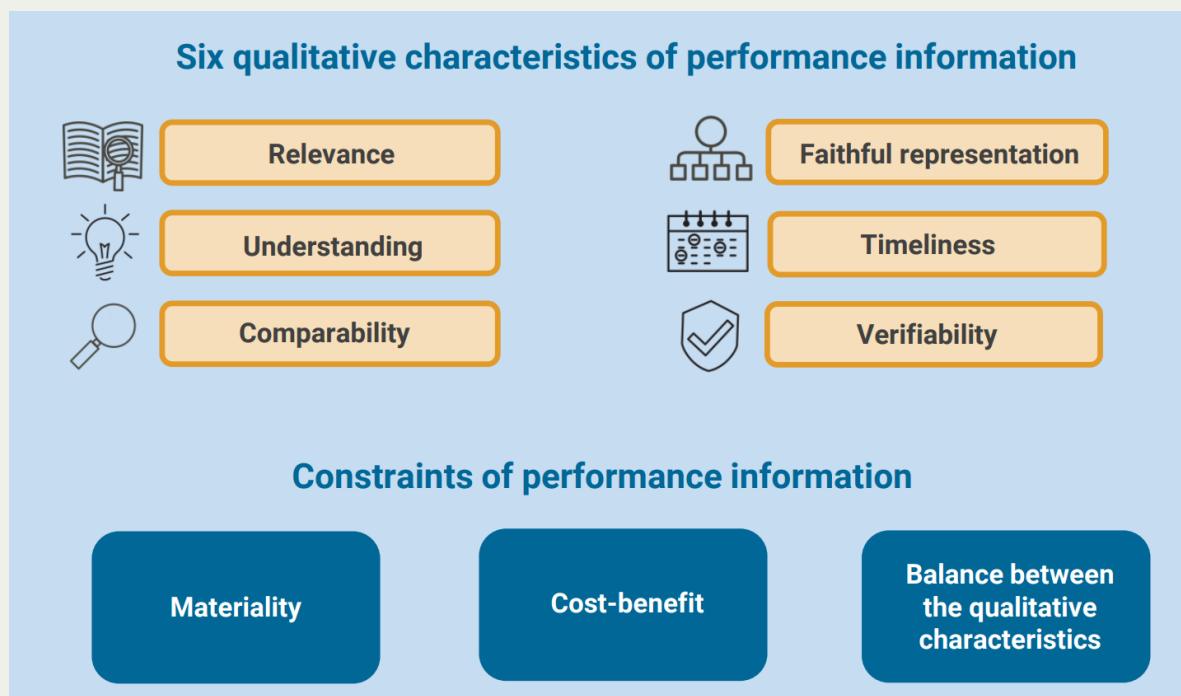 Six qualitative characteristics of performance information
Relevance
Faithful representation
Understanding
Timeliness
Comparability
Verifiability
Constraints of performance information
Materiality
Cost-benefit
Balance between
the qualitative
characteristics